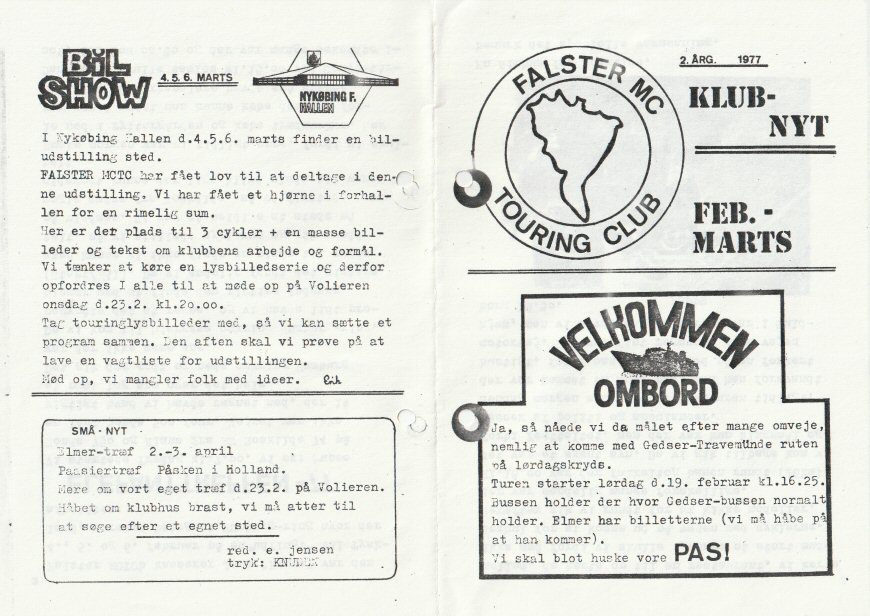 BIL
SHOW
4.5.6. MARTS
NYKØBING F.
HALLEN
I Nykøbing Hallen d.4.5.6. marts finder en bil-
udstilling sted.
FALSTER MCTC har fået lov til at deltage i den-
ne udstilling. Vi har fået et hjørne i forhal-
len for en rimelig sum.
Her er der plads til 3 cykler + en masse bil-
leder og tekst om klubbens arbejde og formål.
Vi tænker at køre en lysbilledserie og derfor
opfordres I alle til at møde op på Volieren
onsdag d.23.2. kl.20.00.
Tag touringlysbilleder med, så vi kan sætte et
program sammen. Den aften skal vi prøve på at
lave en vagtliste for udstillingen.
Mød op, vi mangler folk med ideer.
SMÅ-NYT
Elmer-træf 2.-3. april
Paasiertræf Påsken i Holland.
Mere om vort eget træf d.23.2. på Volieren.
Håbet om klubhus brast, vi må atter til
at søge efter et egnet sted.
red. e. jensen
tryk:
2. ÅRG. 1977
FALSTER MC
TOURING CLUB
KLUB-
NYT
FEB. -
MARTS
VELKOMMEN
OMBORD
Ja, så nåede vi da målet efter mange omveje,
nemlig at komme med Gedser-Travemünde ruten
på lørdagskryds.
Turen starter lørdag d.19. februar kl.16.25.
Bussen holder der hvor Gedser-bussen normalt
holder. Elmer har billetterne (vi må håbe på
at han kommer).
Vi skal blot huske vore PAS!